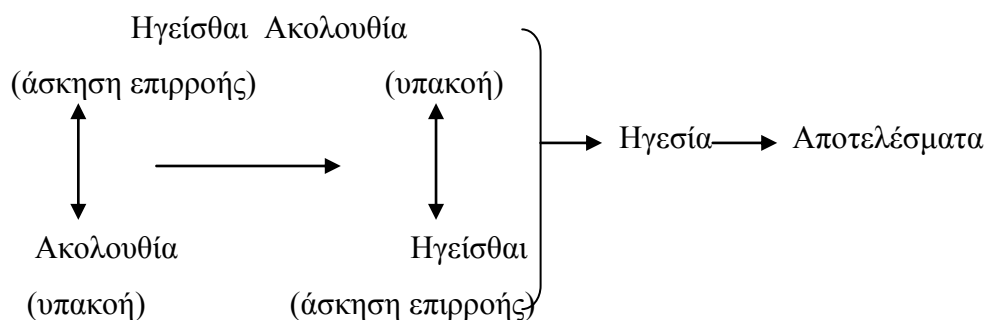 Ηγείσθαι Ακολουθία
(άσκηση επιρροής) (υπακοή)
Ηγεσία Αποτελέσματα
Ακολουθία Ηγείσθαι
(υπακοή) (άσκηση επιρροής)